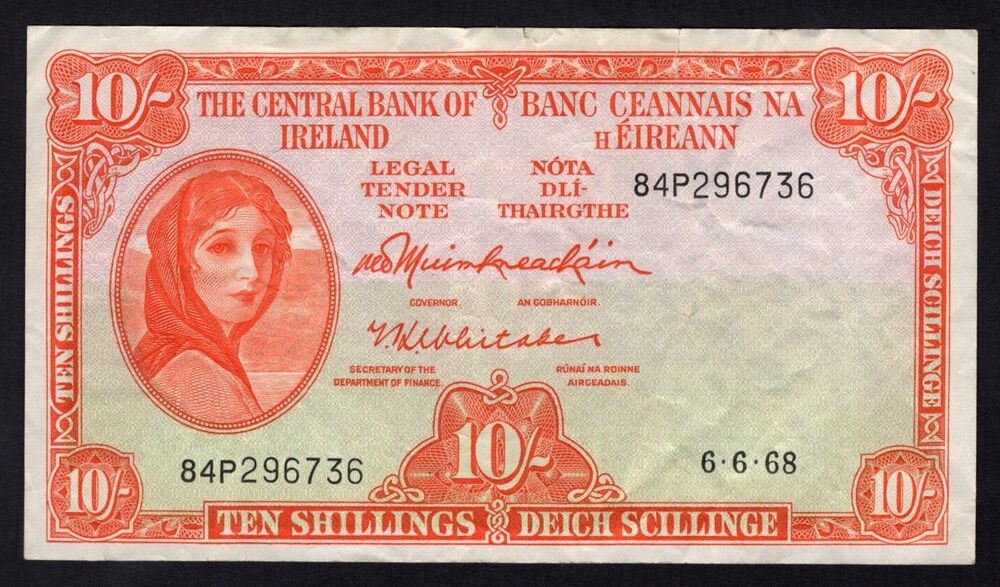 10/-
10/-
THE CENTRAL BANK OF
IRELAND
BANC CEANNAIS NA
H ÉIREANN
LEGAL
TENDER
NOTE
NÓTA
DLÍ-
THAIRGTHE
84P296736
TEN SHILLINGS
DEICH SCILLINGE
GOVERNOR
AN GOBHARNÓIR.
T. K. Whitaker
SECRETARY OF THE
DEPARTMENT OF FINANCE.
RÚNAÍ NA ROINNE
AIRGEADAIS.
10/-
84P296736
6·6·68
10/-
10/-
TEN SHILLINGS
DEICH SCILLINGE